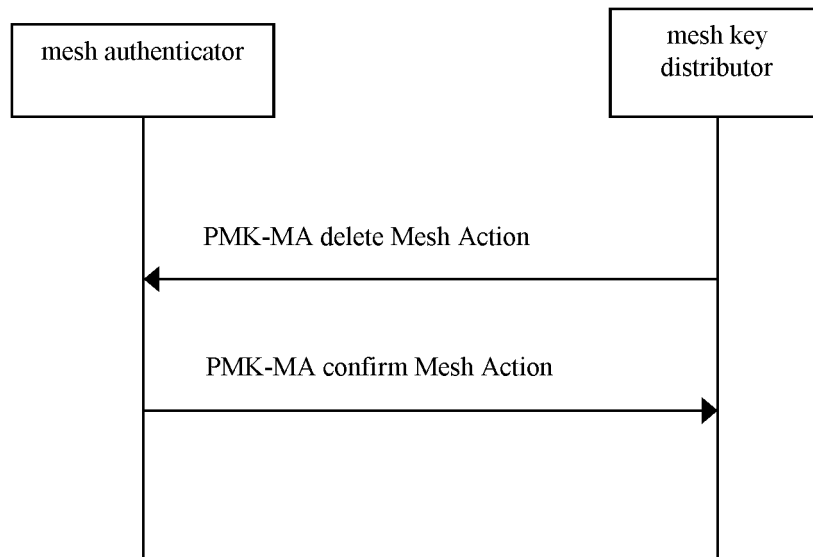 mesh authenticator
mesh key
distributor
PMK-MA delete Mesh Action
PMK-MA confirm Mesh Action